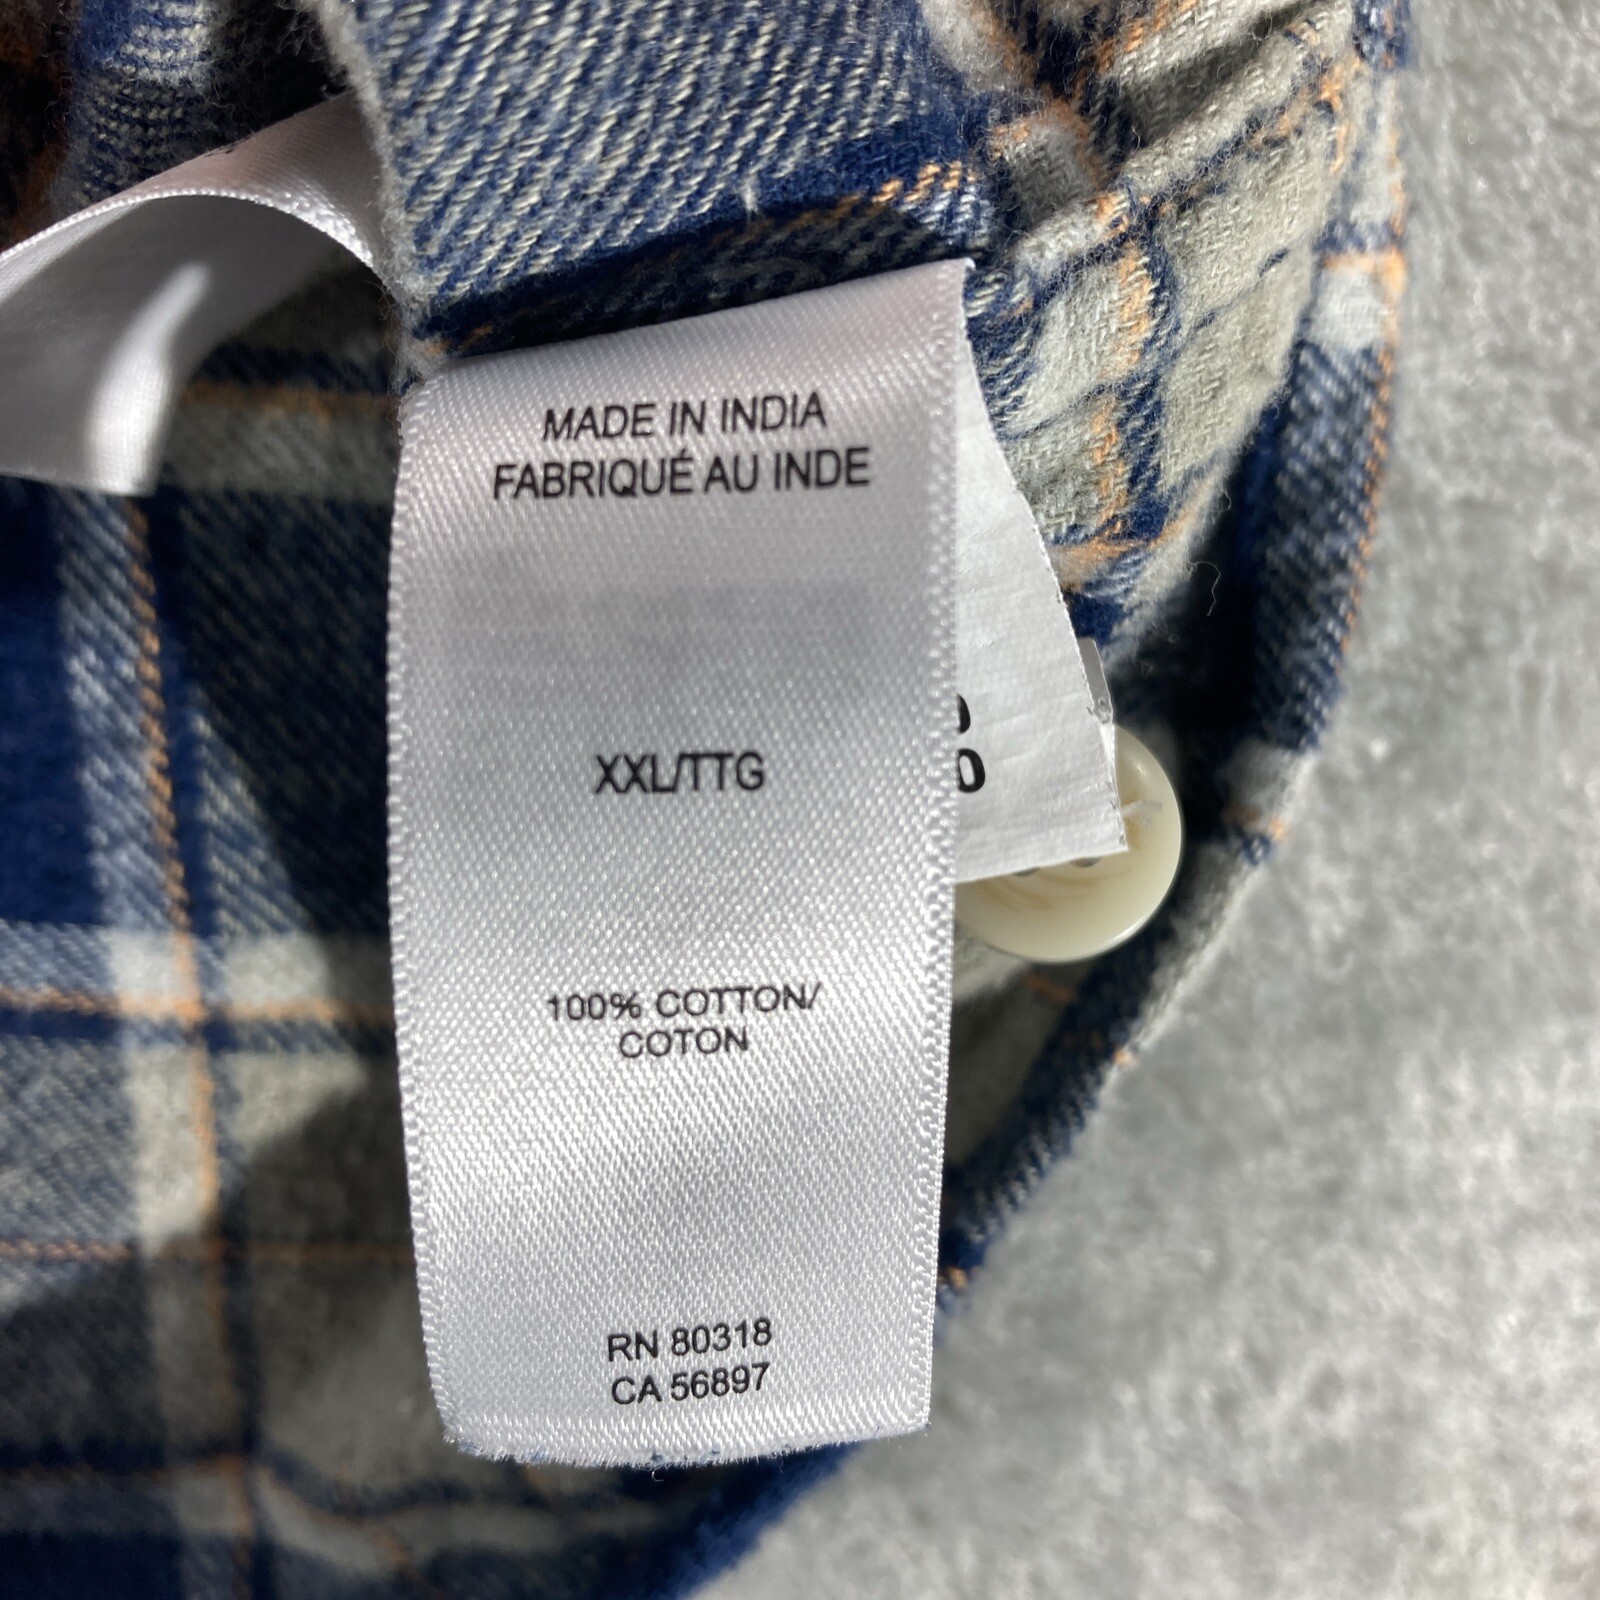 MADE IN INDIA
FABRIQUÉ AU INDE
XXL/TTG
100% COTTON/
COTON
RN 80318
CA 56897